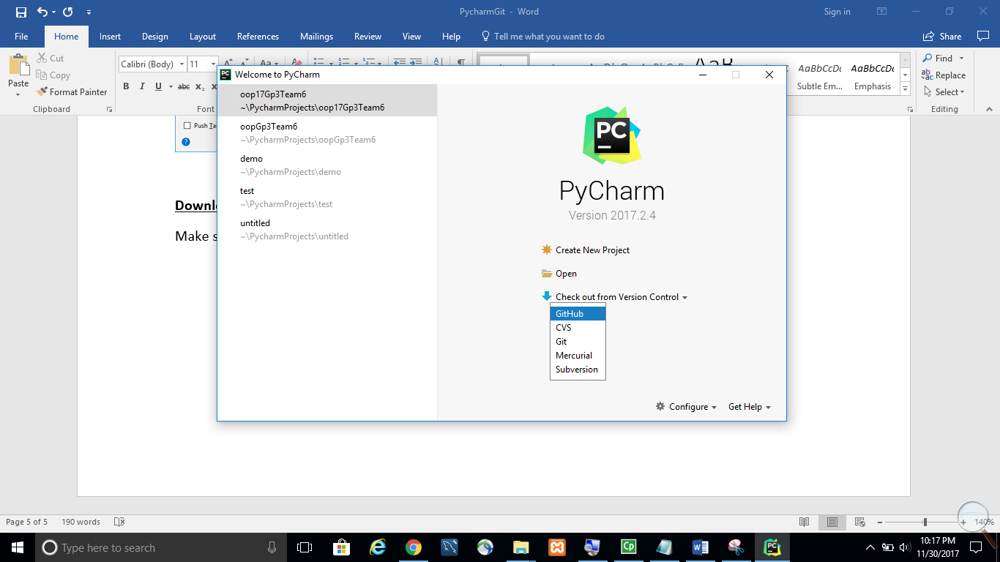 PycharmGit - Word
Sign in
File Home Insert Design Layout References Mailings Review View Help Tell me what you want to do Share
Paste
Cut
Copy
Format Painter
Clipboard
Calibri (Body) 11
B I U abc x₂
Font
AaBbCcDc AaBbCcDc
Subtle Em... Emphasis
Find
Replace
Select
Editing
Push
Downl
Make s
Welcome to PyCharm
oop17Gp3Team6
~\PycharmProjects\oop17Gp3Team6
oopGp3Team6
~\PycharmProjects\oopGp3Team6
demo
~\PycharmProjects\demo
test
~\PycharmProjects\test
untitled
~\PycharmProjects\untitled
PC
PyCharm
Version 2017.2.4
Create New Project
Open
Check out from Version Control
GitHub
CVS
Git
Mercurial
Subversion
Configure Get Help
Page 5 of 5 190 words
140%
Type here to search
10:17 PM
11/30/2017